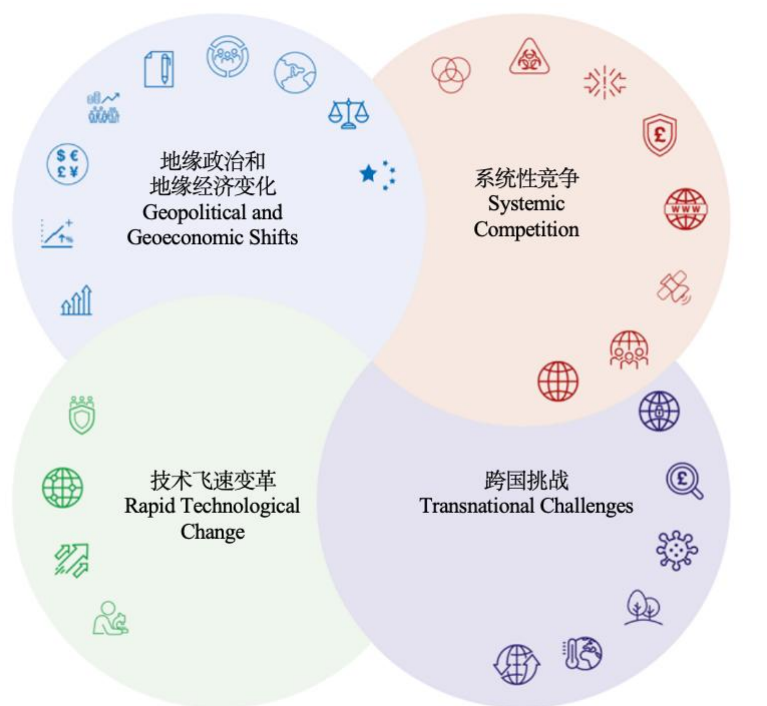 地缘政治和
地缘经济变化
Geopolitical and
Geoeconomic Shifts
$ €
£ ¥
+
%
系统性竞争
Systemic
Competition
£
WWW
技术飞速变革
Rapid Technological
Change
跨国挑战
Transnational Challenges
£